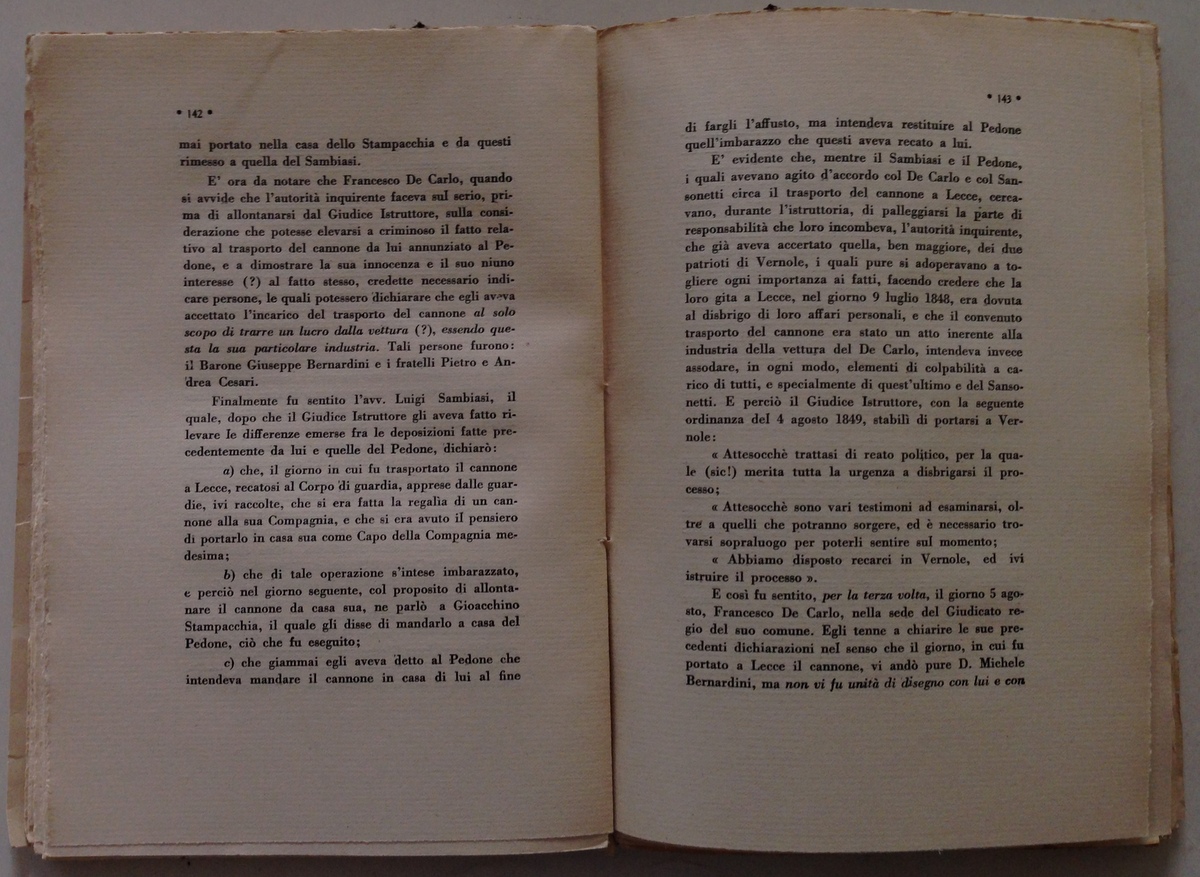 • 142 •
mai portato nella casa dello Stampacchia e da questi
rimesso a quella del Sambiasi.
E' ora da notare che Francesco De Carlo, quando
si avvide che l'autorità inquirente faceva sul serio, pri-
ma di allontanarsi dal Giudice Istruttore, sulla consi-
derazione che potesse elevarsi a criminoso il fatto rela-
tivo al trasporto del cannone da lui annunziato al Pe-
done, e a dimostrare la sua innocenza e il suo niuno
interesse (?) al fatto stesso, credette necessario indi-
care persone, le quali potessero dichiarare che egli aveva
accettato l'incarico del trasporto del cannone al solo
scopo di trarre un lucro dalla vettura (?), essendo que-
sta la sua particolare industria. Tali persone furono:
il Barone Giuseppe Bernardini e i fratelli Pietro e An-
drea Cesari.
Finalmente fu sentito l'avv. Luigi Sambiasi, il
quale, dopo che il Giudice Istruttore gli aveva fatto ri-
levare le differenze emerse fra le deposizioni fatte pre-
cedentemente da lui e quelle del Pedone, dichiarò:
a) che, il giorno in cui fu trasportato il cannone
a Lecce, recatosi al Corpo di guardia, apprese dalle guar-
die, ivi raccolte, che si era fatta la regalìa di un can-
none alla sua Compagnia, e che si era avuto il pensiero
di portarlo in casa sua come Capo della Compagnia me-
desima;
b) che di tale operazione s'intese imbarazzato,
e perciò nel giorno seguente, col proposito di allonta-
nare il cannone da casa sua, ne parlò a Gioacchino
Stampacchia, il quale gli disse di mandarlo a casa del
Pedone, ciò che fu eseguito;
c) che giammai egli aveva detto al Pedone che
intendeva mandare il cannone in casa di lui al fine
• 143 •
di fargli l'affusto, ma intendeva restituire al Pedone
quell'imbarazzo che questi aveva recato a lui.
E' evidente che, mentre il Sambiasi e il Pedone,
i quali avevano agito d'accordo col De Carlo e col San-
sonetti circa il trasporto del cannone a Lecce, cerca-
vano, durante l'istruttoria, di palleggiarsi la parte di
responsabilità che loro incombeva, l'autorità inquirente,
che già aveva accertato quella, ben maggiore, dei due
patrioti di Vernole, i quali pure si adoperavano a to-
gliere ogni importanza ai fatti, facendo credere che la
loro gita a Lecce, nel giorno 9 luglio 1848, era dovuta
al disbrigo di loro affari personali, e che il convenuto
trasporto del cannone era stato un atto inerente alla
industria della vettura del De Carlo, intendeva invece
assodare, in ogni modo, elementi di colpabilità a ca-
rico di tutti, e specialmente di quest'ultimo e del Sanso-
netti. E perciò il Giudice Istruttore, con la seguente
ordinanza del 4 agosto 1849, stabilì di portarsi a Ver-
nole:
« Attesocchè trattasi di reato politico, per la qua-
le (sic!) merita tutta la urgenza a disbrigarsi il pro-
cesso;
« Attesocchè sono vari testimoni ad esaminarsi, ol-
tre a quelli che potranno sorgere, ed è necessario tro-
varsi sopraluogo per poterli sentire sul momento;
« Abbiamo disposto recarci in Vernole, ed ivi
istruire il processo ».
E così fu sentito, per la terza volta, il giorno 5 ago-
sto, Francesco De Carlo, nella sede del Giudicato re-
gio del suo comune. Egli tenne a chiarire le sue pre-
cedenti dichiarazioni nel senso che il giorno, in cui fu
portato a Lecce il cannone, vi andò pure D. Michele
Bernardini, ma non vi fu unità di disegno con lui e con